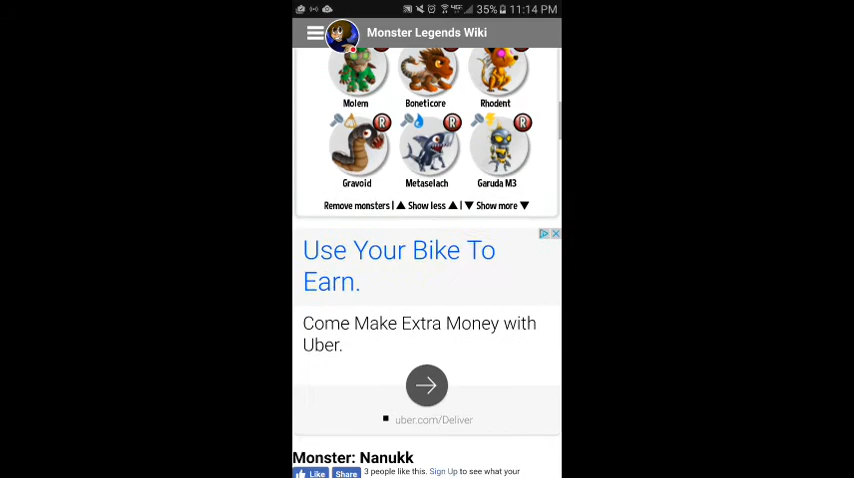 35% 11:14 PM
Monster Legends Wiki
Molem Boneticore Rhodent
R R R
Gravoid Metaselach Garuda M3
Remove monsters | ▲ Show less ▲ | ▼ Show more ▼
Use Your Bike To
Earn.
Come Make Extra Money with
Uber.
uber.com/Deliver
Monster: Nanukk
Like Share 3 people like this. Sign Up to see what your